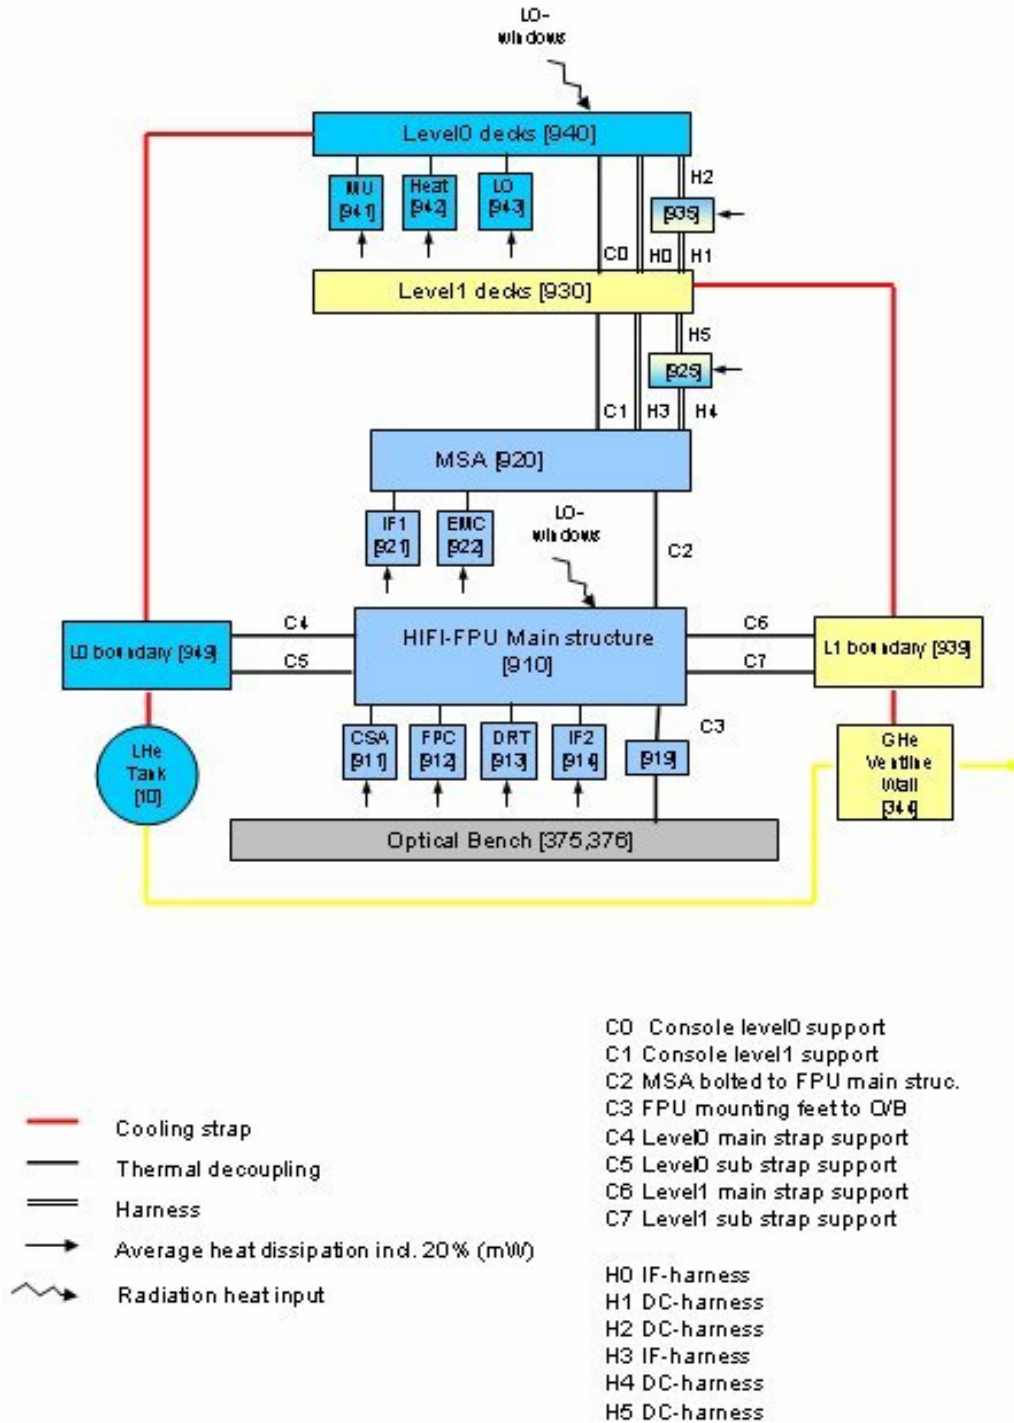 LO-
windows
Level0 decks [940]
MU
[941]
Heat
[942]
LO
[943]
H2
[935]
C0
H0
H1
Level1 decks [930]
H5
[925]
C1
H3
H4
MSA [920]
IF1
[921]
EMC
[922]
LO-
windows
C2
C4
C5
L0 boundary [949]
HIFI-FPU Main structure
[910]
C6
C7
L1 boundary [939]
LHe
Tank
[10]
CSA
[911]
FPC
[912]
DRT
[913]
IF2
[914]
[919]
C3
GHe
Ventline
Wall
[344]
Optical Bench [375,376]
Cooling strap
Thermal decoupling
Harness
Average heat dissipation incl. 20% (mW)
Radiation heat input
C0 Console level0 support
C1 Console level1 support
C2 MSA bolted to FPU main struc.
C3 FPU mounting feet to O/B
C4 Level0 main strap support
C5 Level0 sub strap support
C6 Level1 main strap support
C7 Level1 sub strap support
H0 IF-harness
H1 DC-harness
H2 DC-harness
H3 IF-harness
H4 DC-harness
H5 DC-harness